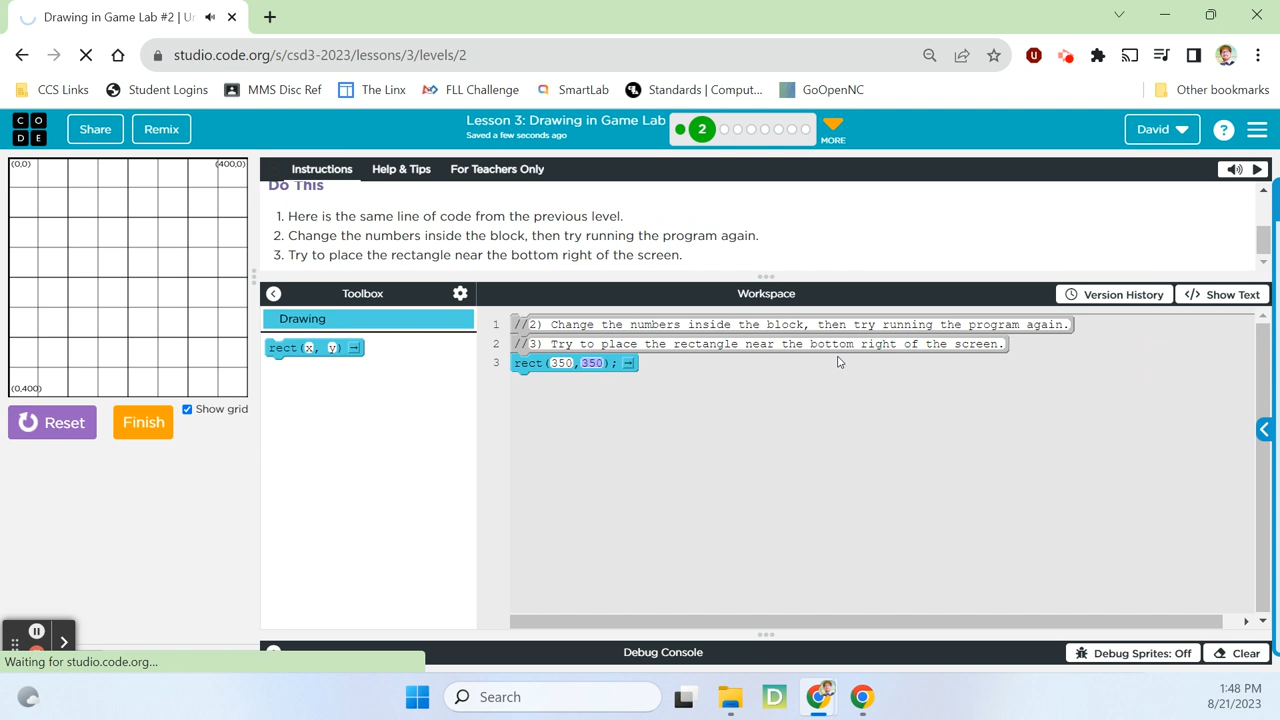 Drawing in Game Lab #2 | Ur
studio.code.org/s/csd3-2023/lessons/3/levels/2
CCS Links
Student Logins
MMS Disc Ref
The Linx
FLL Challenge
SmartLab
Standards | Comput...
GoOpenNC
Other bookmarks
CO
DE
Share
Remix
Lesson 3: Drawing in Game Lab
Saved a few seconds ago
2
MORE
David
?
(0,0)
(400,0)
(0,400)
Instructions
Help & Tips
For Teachers Only
Do This
1. Here is the same line of code from the previous level.
2. Change the numbers inside the block, then try running the program again.
3. Try to place the rectangle near the bottom right of the screen.
Toolbox
Workspace
Version History
</> Show Text
Drawing
rect(x, y)
1 //2) Change the numbers inside the block, then try running the program again.
2 //3) Try to place the rectangle near the bottom right of the screen.
3 rect(350,350);
Show grid
Reset
Finish
Debug Console
Debug Sprites: Off
Clear
Waiting for studio.code.org...
Search
D
1:48 PM
8/21/2023